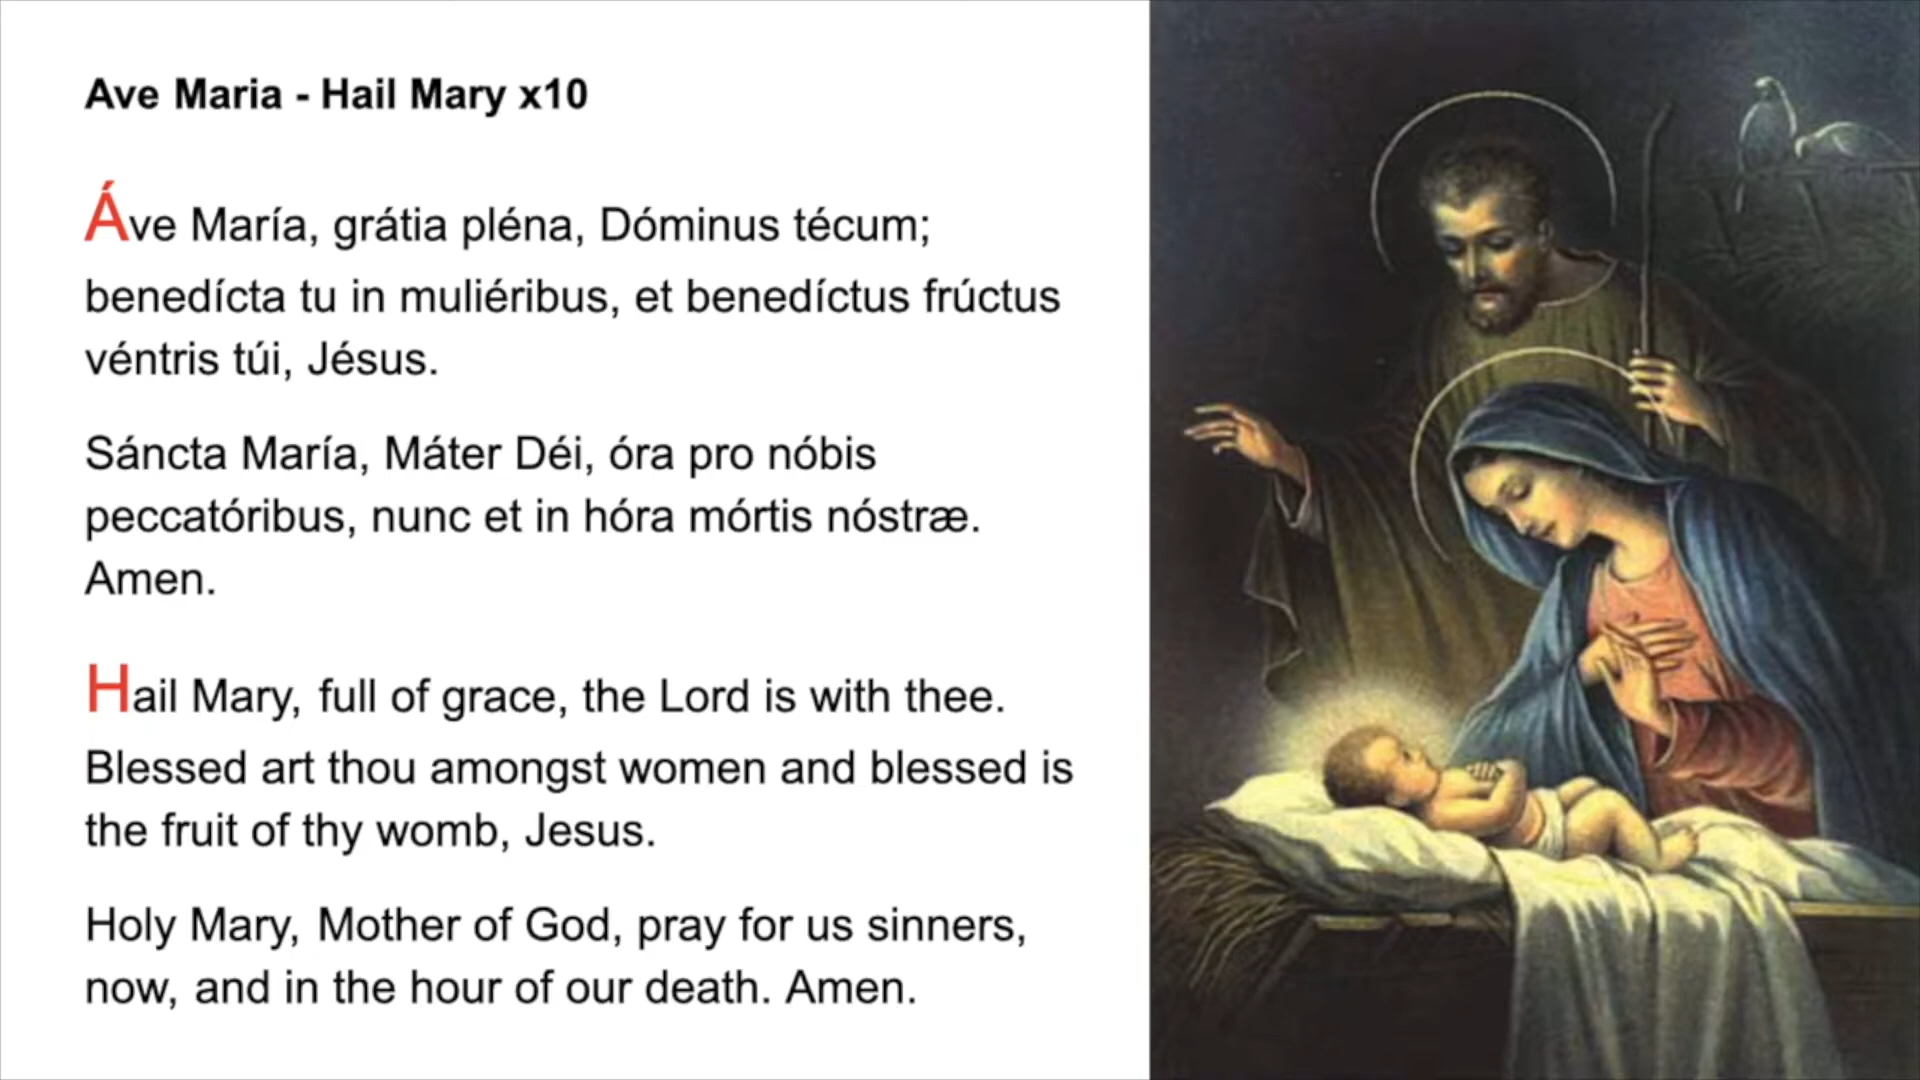 Ave Maria - Hail Mary x10
Áve María, grátia pléna, Dóminus técum;
benedícta tu in muliéribus, et benedíctus frúctus
véntris túi, Jésus.
Sáncta María, Máter Déi, óra pro nóbis
peccatóribus, nunc et in hóra mórtis nóstræ.
Amen.
Hail Mary, full of grace, the Lord is with thee.
Blessed art thou amongst women and blessed is
the fruit of thy womb, Jesus.
Holy Mary, Mother of God, pray for us sinners,
now, and in the hour of our death. Amen.